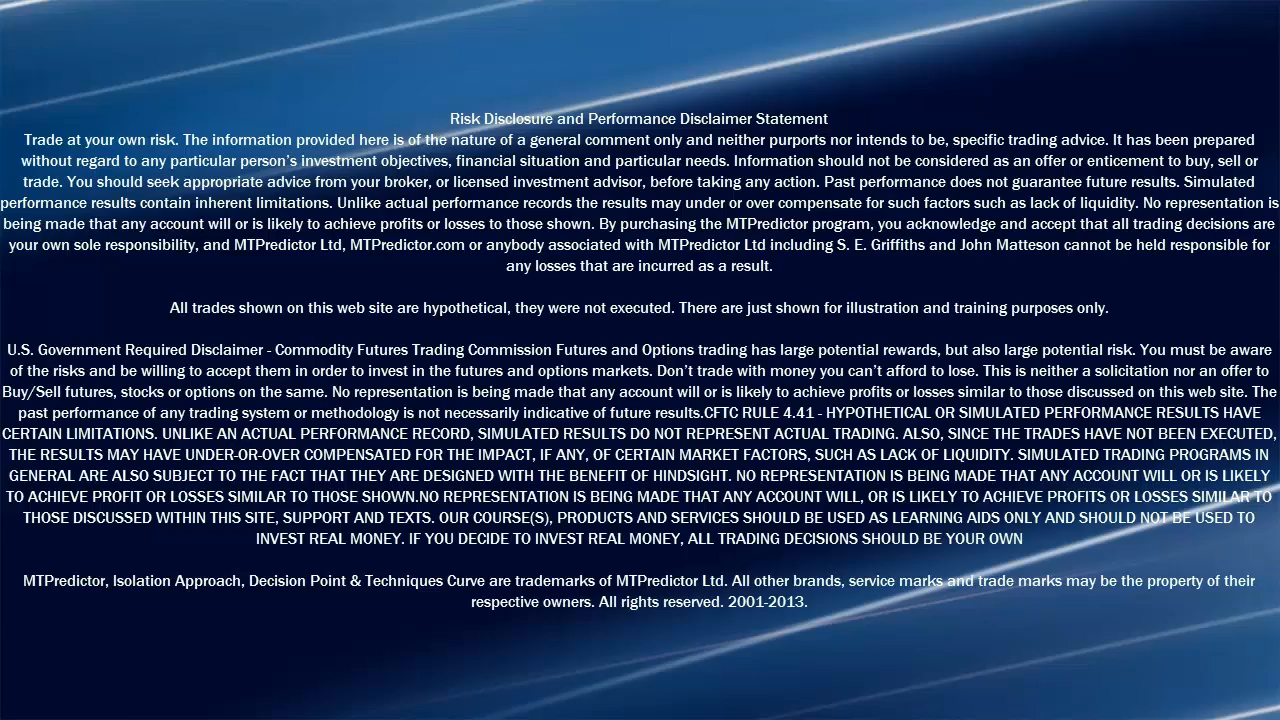 Risk Disclosure and Performance Disclaimer Statement
Trade at your own risk. The information provided here is of the nature of a general comment only and neither purports nor intends to be, specific trading advice. It has been prepared
without regard to any particular person's investment objectives, financial situation and particular needs. Information should not be considered as an offer or enticement to buy, sell or
trade. You should seek appropriate advice from your broker, or licensed investment advisor, before taking any action. Past performance does not guarantee future results. Simulated
performance results contain inherent limitations. Unlike actual performance records the results may under or over compensate for such factors such as lack of liquidity. No representation is
being made that any account will or is likely to achieve profits or losses to those shown. By purchasing the MTPredictor program, you acknowledge and accept that all trading decisions are
your own sole responsibility, and MTPredictor Ltd, MTPredictor.com or anybody associated with MTPredictor Ltd including S. E. Griffiths and John Matteson cannot be held responsible for
any losses that are incurred as a result.
All trades shown on this web site are hypothetical, they were not executed. There are just shown for illustration and training purposes only.
U.S. Government Required Disclaimer - Commodity Futures Trading Commission Futures and Options trading has large potential rewards, but also large potential risk. You must be aware
of the risks and be willing to accept them in order to invest in the futures and options markets. Don't trade with money you can't afford to lose. This is neither a solicitation nor an offer to
Buy/Sell futures, stocks or options on the same. No representation is being made that any account will or is likely to achieve profits or losses similar to those discussed on this web site. The
past performance of any trading system or methodology is not necessarily indicative of future results.CFTC RULE 4.41 - HYPOTHETICAL OR SIMULATED PERFORMANCE RESULTS HAVE
CERTAIN LIMITATIONS. UNLIKE AN ACTUAL PERFORMANCE RECORD, SIMULATED RESULTS DO NOT REPRESENT ACTUAL TRADING. ALSO, SINCE THE TRADES HAVE NOT BEEN EXECUTED,
THE RESULTS MAY HAVE UNDER-OR-OVER COMPENSATED FOR THE IMPACT, IF ANY, OF CERTAIN MARKET FACTORS, SUCH AS LACK OF LIQUIDITY. SIMULATED TRADING PROGRAMS IN
GENERAL ARE ALSO SUBJECT TO THE FACT THAT THEY ARE DESIGNED WITH THE BENEFIT OF HINDSIGHT. NO REPRESENTATION IS BEING MADE THAT ANY ACCOUNT WILL OR IS LIKELY
TO ACHIEVE PROFIT OR LOSSES SIMILAR TO THOSE SHOWN.NO REPRESENTATION IS BEING MADE THAT ANY ACCOUNT WILL, OR IS LIKELY TO ACHIEVE PROFITS OR LOSSES SIMILAR TO
THOSE DISCUSSED WITHIN THIS SITE, SUPPORT AND TEXTS. OUR COURSE(S), PRODUCTS AND SERVICES SHOULD BE USED AS LEARNING AIDS ONLY AND SHOULD NOT BE USED TO
INVEST REAL MONEY. IF YOU DECIDE TO INVEST REAL MONEY, ALL TRADING DECISIONS SHOULD BE YOUR OWN
MTPredictor, Isolation Approach, Decision Point & Techniques Curve are trademarks of MTPredictor Ltd. All other brands, service marks and trade marks may be the property of their
respective owners. All rights reserved. 2001-2013.